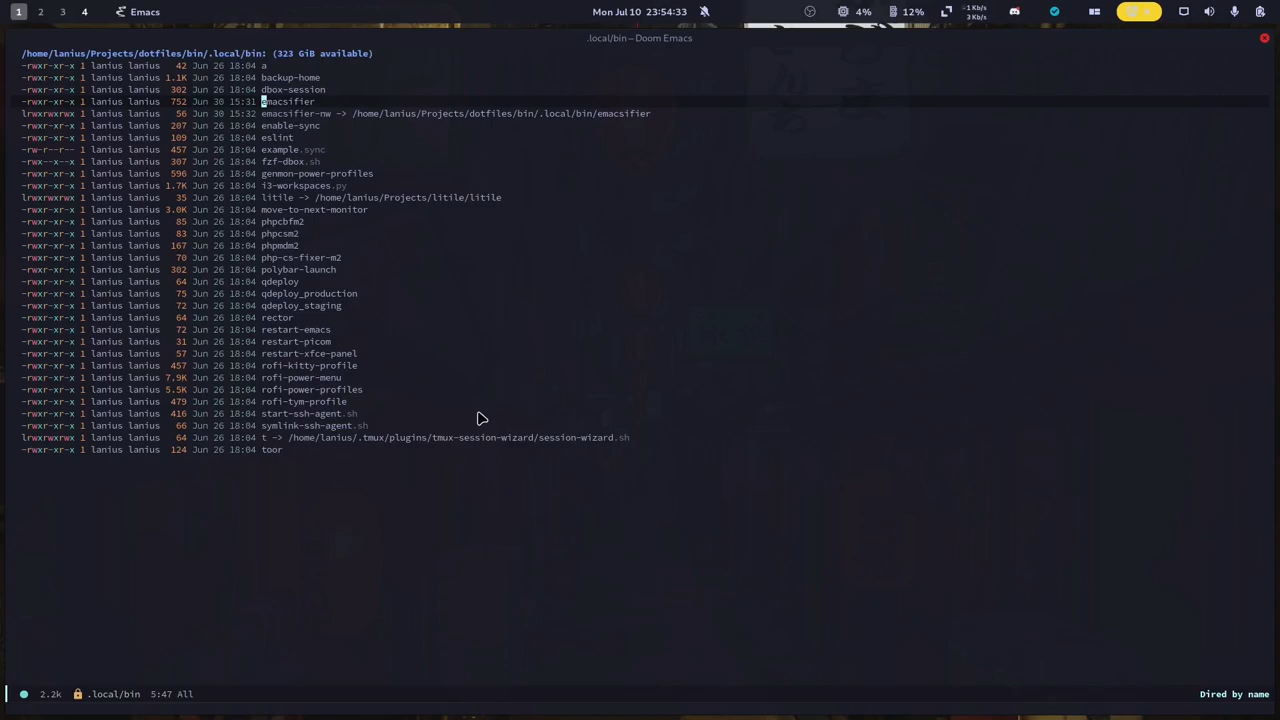 1 2 3 4 Emacs Mon Jul 10 23:54:33 4% 12% 1 Kb/s 3 Kb/s
.local/bin – Doom Emacs
/home/lanius/Projects/dotfiles/bin/.local/bin: (323 GiB available)
-rwxr-xr-x 1 lanius lanius 42 Jun 26 18:04 a
-rwxr-xr-x 1 lanius lanius 1.1K Jun 26 18:04 backup-home
-rwxr-xr-x 1 lanius lanius 302 Jun 26 18:04 dbox-session
-rwxr-xr-x 1 lanius lanius 752 Jun 30 15:31 emacsifier
lrwxrwxrwx 1 lanius lanius 56 Jun 30 15:32 emacsifier-nw -> /home/lanius/Projects/dotfiles/bin/.local/bin/emacsifier
-rwxr-xr-x 1 lanius lanius 207 Jun 26 18:04 enable-sync
-rwxr-xr-x 1 lanius lanius 109 Jun 26 18:04 eslint
-rw-r--r-- 1 lanius lanius 457 Jun 26 18:04 example.sync
-rwx--x--x 1 lanius lanius 307 Jun 26 18:04 fzf-dbox.sh
-rwxr-xr-x 1 lanius lanius 596 Jun 26 18:04 genmon-power-profiles
-rwxr-xr-x 1 lanius lanius 1.7K Jun 26 18:04 i3-workspaces.py
lrwxrwxrwx 1 lanius lanius 35 Jun 26 18:04 litile -> /home/lanius/Projects/litile/litile
-rwxr-xr-x 1 lanius lanius 3.0K Jun 26 18:04 move-to-next-monitor
-rwxr-xr-x 1 lanius lanius 85 Jun 26 18:04 phpcbfm2
-rwxr-xr-x 1 lanius lanius 83 Jun 26 18:04 phpcsm2
-rwxr-xr-x 1 lanius lanius 167 Jun 26 18:04 phpmdm2
-rwxr-xr-x 1 lanius lanius 70 Jun 26 18:04 php-cs-fixer-m2
-rwxr-xr-x 1 lanius lanius 302 Jun 26 18:04 polybar-launch
-rwxr-xr-x 1 lanius lanius 64 Jun 26 18:04 qdeploy
-rwxr-xr-x 1 lanius lanius 75 Jun 26 18:04 qdeploy_production
-rwxr-xr-x 1 lanius lanius 72 Jun 26 18:04 qdeploy_staging
-rwxr-xr-x 1 lanius lanius 64 Jun 26 18:04 rector
-rwxr-xr-x 1 lanius lanius 72 Jun 26 18:04 restart-emacs
-rwxr-xr-x 1 lanius lanius 31 Jun 26 18:04 restart-picom
-rwxr-xr-x 1 lanius lanius 57 Jun 26 18:04 restart-xfce-panel
-rwxr-xr-x 1 lanius lanius 457 Jun 26 18:04 rofi-kitty-profile
-rwxr-xr-x 1 lanius lanius 7.9K Jun 26 18:04 rofi-power-menu
-rwxr-xr-x 1 lanius lanius 5.5K Jun 26 18:04 rofi-power-profiles
-rwxr-xr-x 1 lanius lanius 479 Jun 26 18:04 rofi-tym-profile
-rwxr-xr-x 1 lanius lanius 416 Jun 26 18:04 start-ssh-agent.sh
-rwxr-xr-x 1 lanius lanius 66 Jun 26 18:04 symlink-ssh-agent.sh
lrwxrwxrwx 1 lanius lanius 64 Jun 26 18:04 t -> /home/lanius/.tmux/plugins/tmux-session-wizard/session-wizard.sh
-rwxr-xr-x 1 lanius lanius 124 Jun 26 18:04 toor
2.2k .local/bin 5:47 All Dired by name